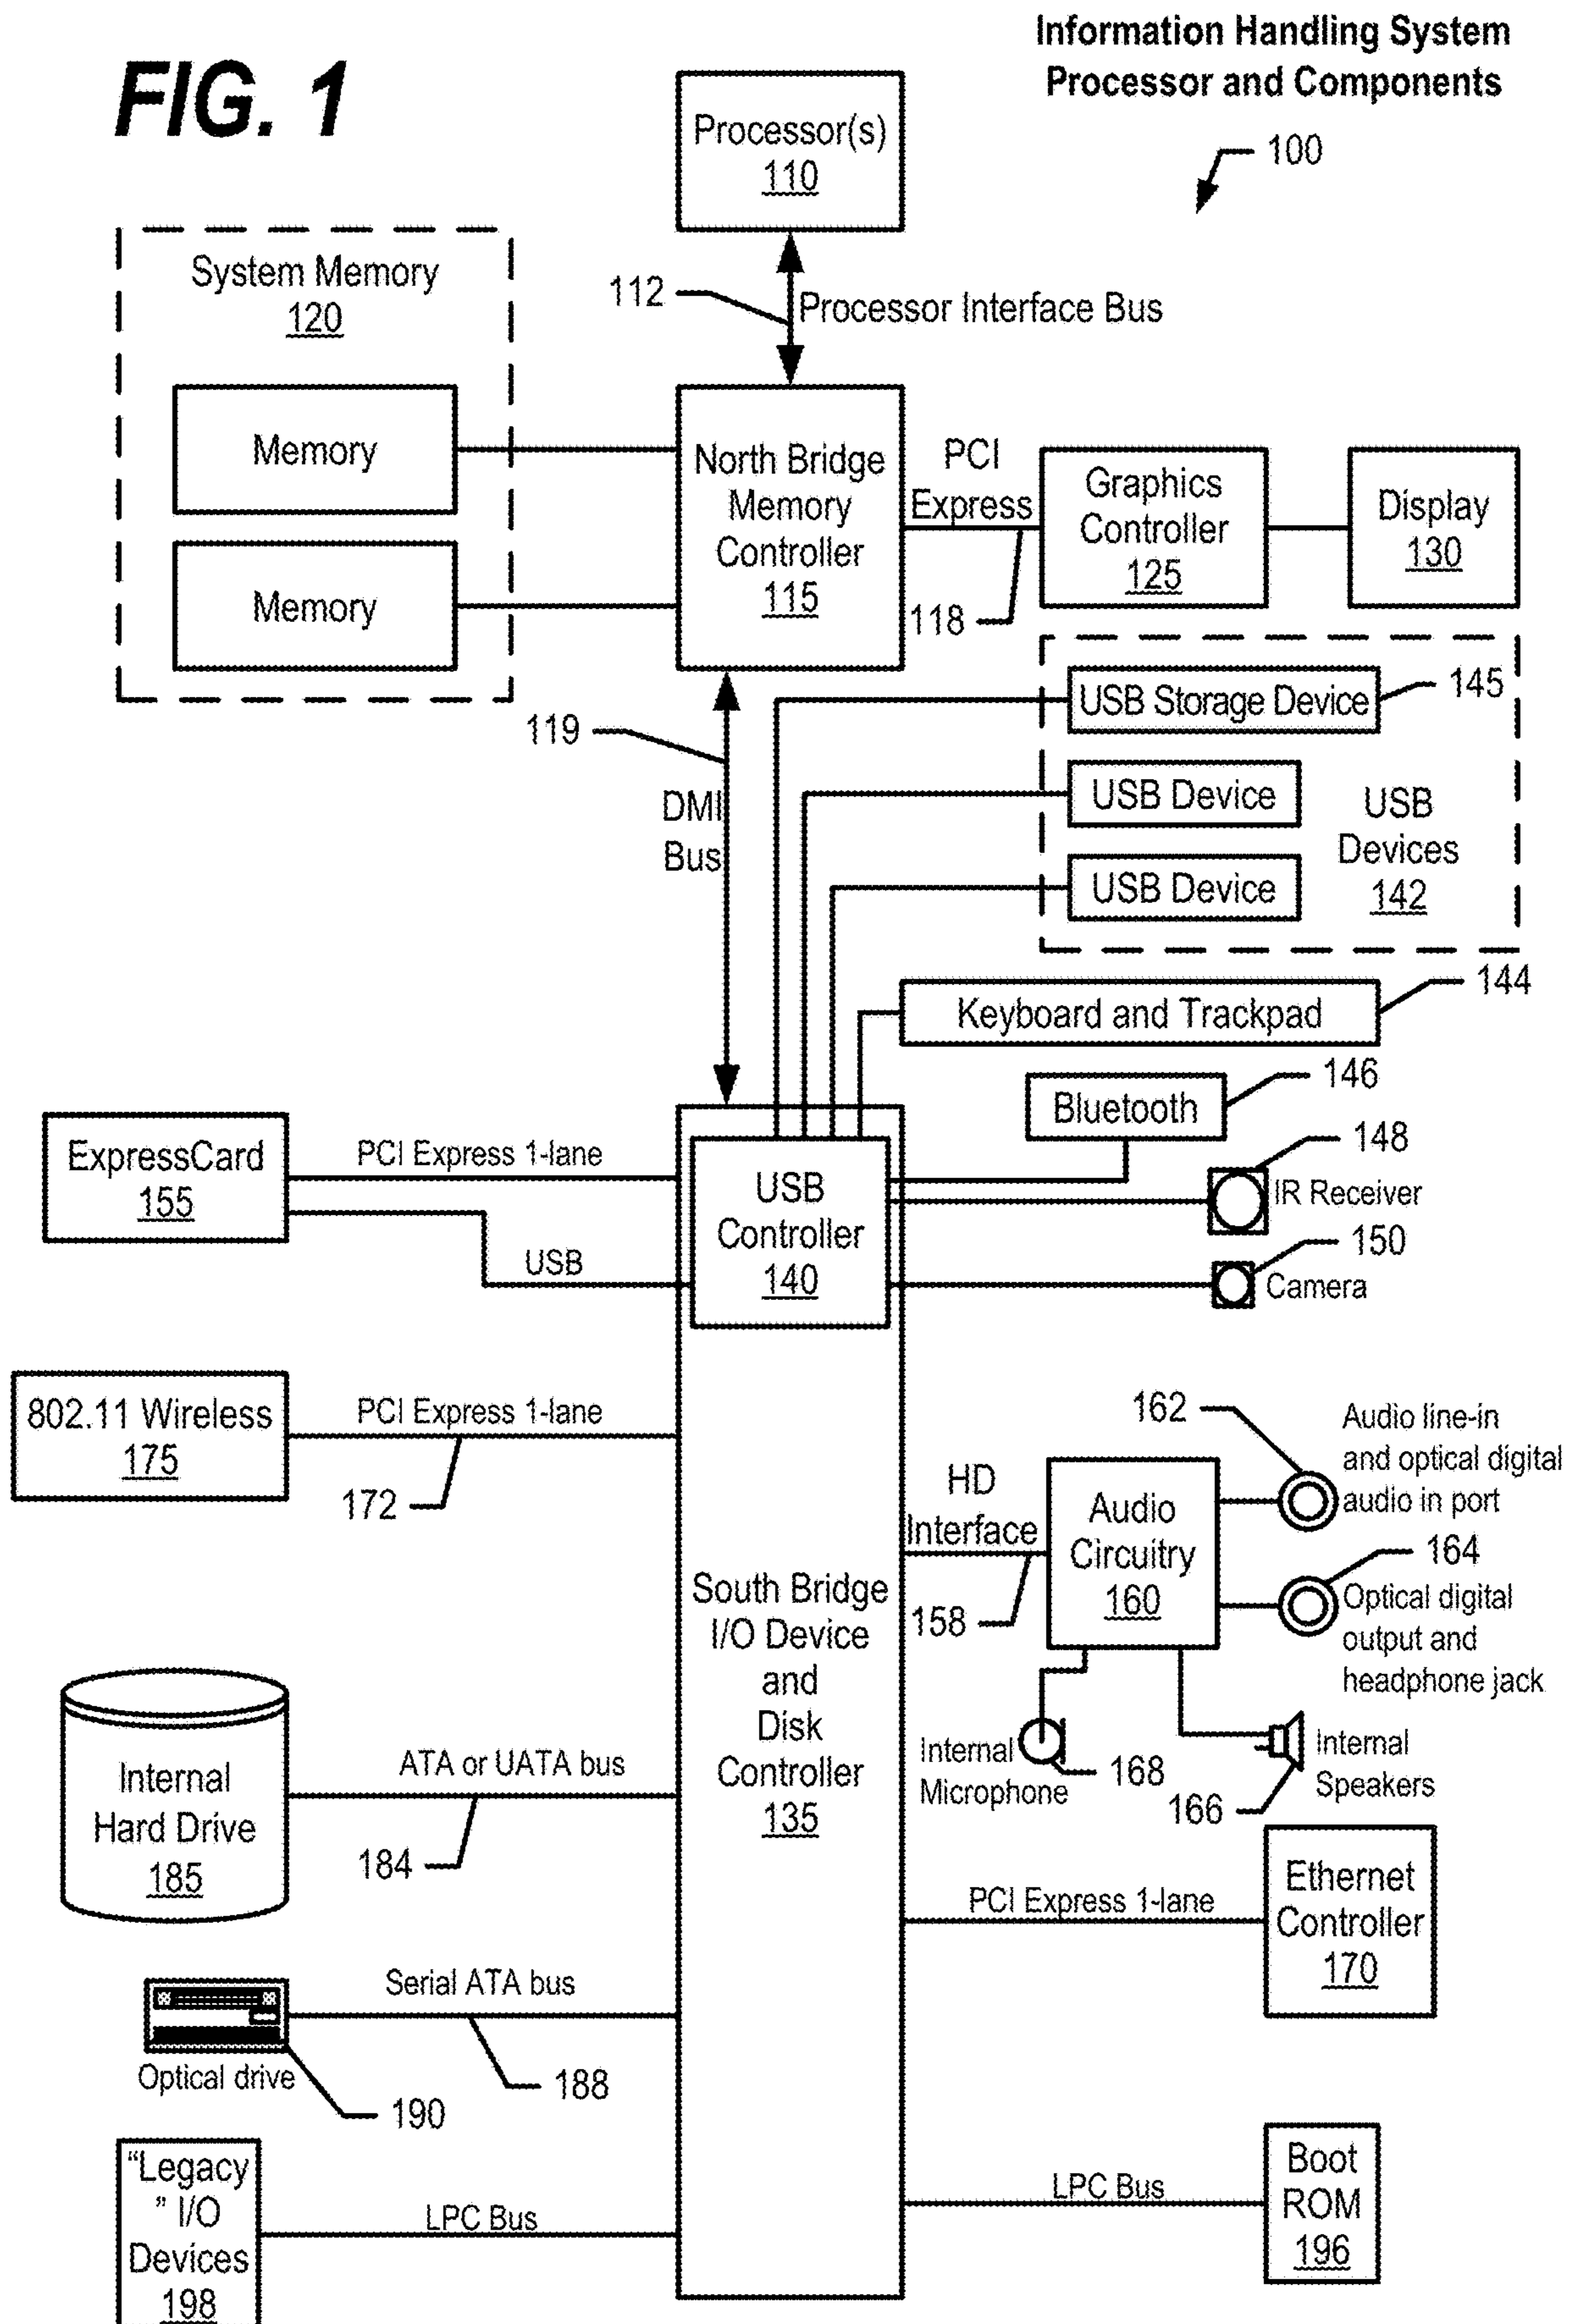 FIG. 1
Information Handling System
Processor and Components
100
Processor(s)
110
112
Processor Interface Bus
System Memory
120
Memory
Memory
North Bridge
Memory
Controller
115
PCI
Express
118
Graphics
Controller
125
Display
130
119
DMI
Bus
USB Storage Device
145
USB Device
USB Device
USB
Devices
142
Keyboard and Trackpad
144
Bluetooth
146
148
IR Receiver
150
Camera
ExpressCard
155
PCI Express 1-lane
USB
USB
Controller
140
802.11 Wireless
175
PCI Express 1-lane
172
South Bridge
I/O Device
and
Disk
Controller
135
HD
Interface
158
Audio
Circuitry
160
162
Audio line-in
and optical digital
audio in port
164
Optical digital
output and
headphone jack
Internal
Microphone
168
166
Internal
Speakers
Internal
Hard Drive
185
ATA or UATA bus
184
PCI Express 1-lane
Ethernet
Controller
170
Serial ATA bus
188
Optical drive
190
"Legacy
" I/O
Devices
198
LPC Bus
LPC Bus
Boot
ROM
196